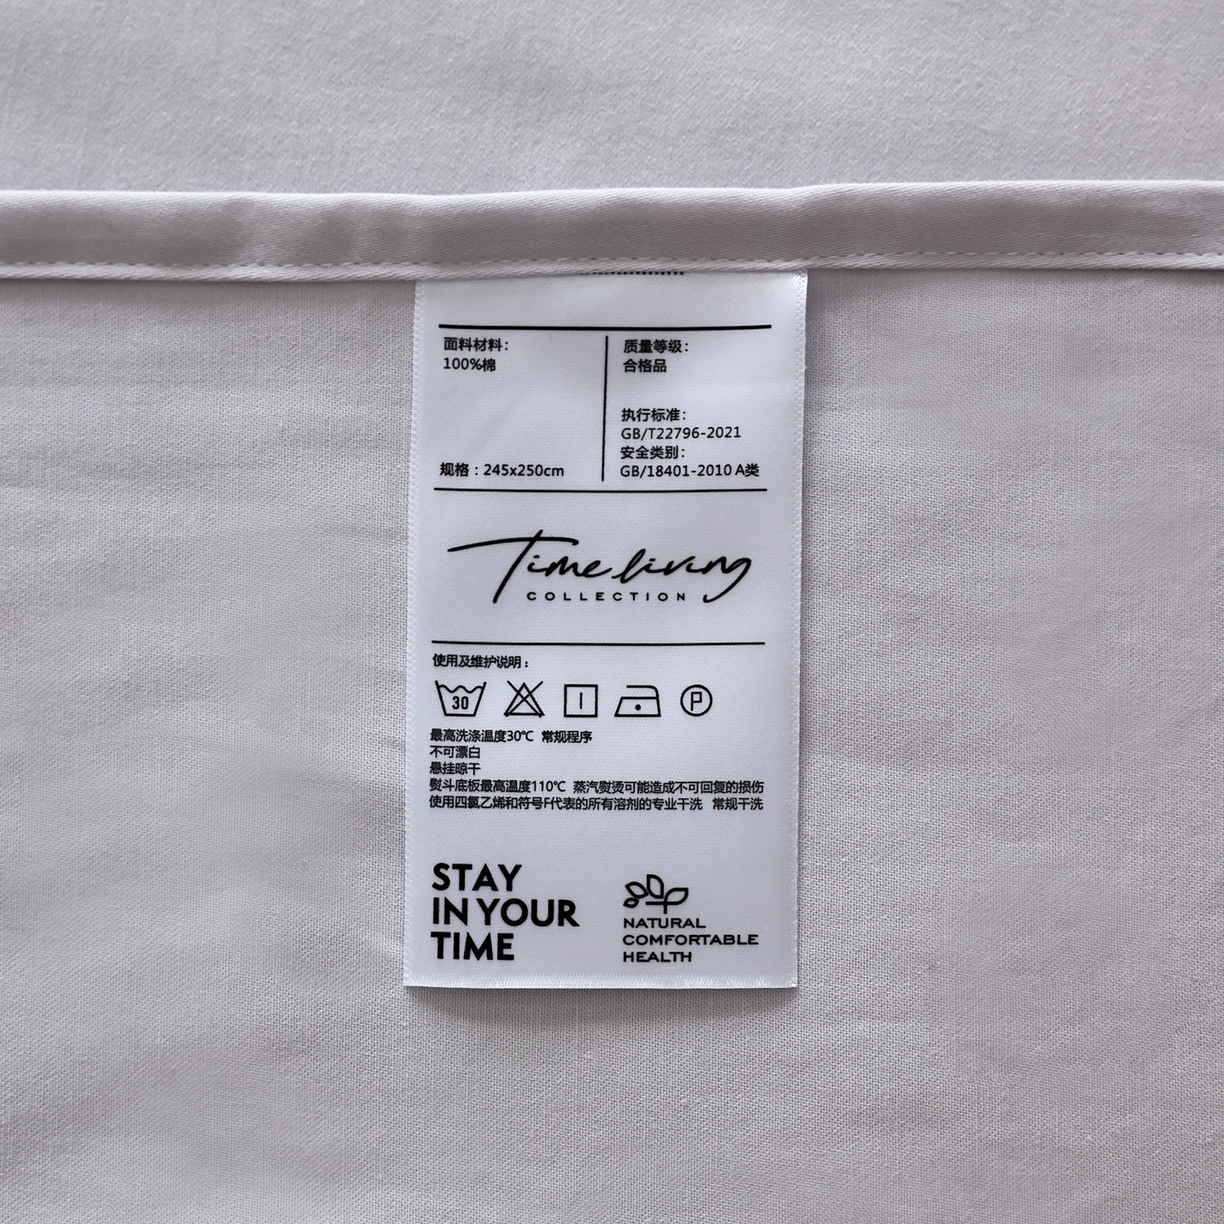 面料材料：
100%棉
规格：245x250cm
质量等级：
合格品
执行标准：
GB/T22796-2021
安全类别：
GB/18401-2010 A类
Time living
COLLECTION
使用及维护说明：
30
P
最高洗涤温度30℃ 常规程序
不可漂白
悬挂晾干
熨斗底板最高温度110℃ 蒸汽熨烫可能造成不可回复的损伤
使用四氯乙烯和符号F代表的所有溶剂的专业干洗 常规干洗
STAY
IN YOUR
TIME
NATURAL
COMFORTABLE
HEALTH